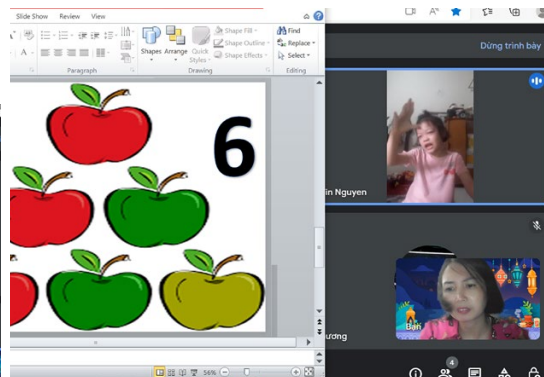 Slide Show Review View
Shapes
Arrange
Quick
Styles
Shape Fill
Shape Outline
Shape Effects
Find
Replace
Select
Paragraph
Drawing
Editing
6
56%
Dừng trình bày
in Nguyen
Bạn
ương
4